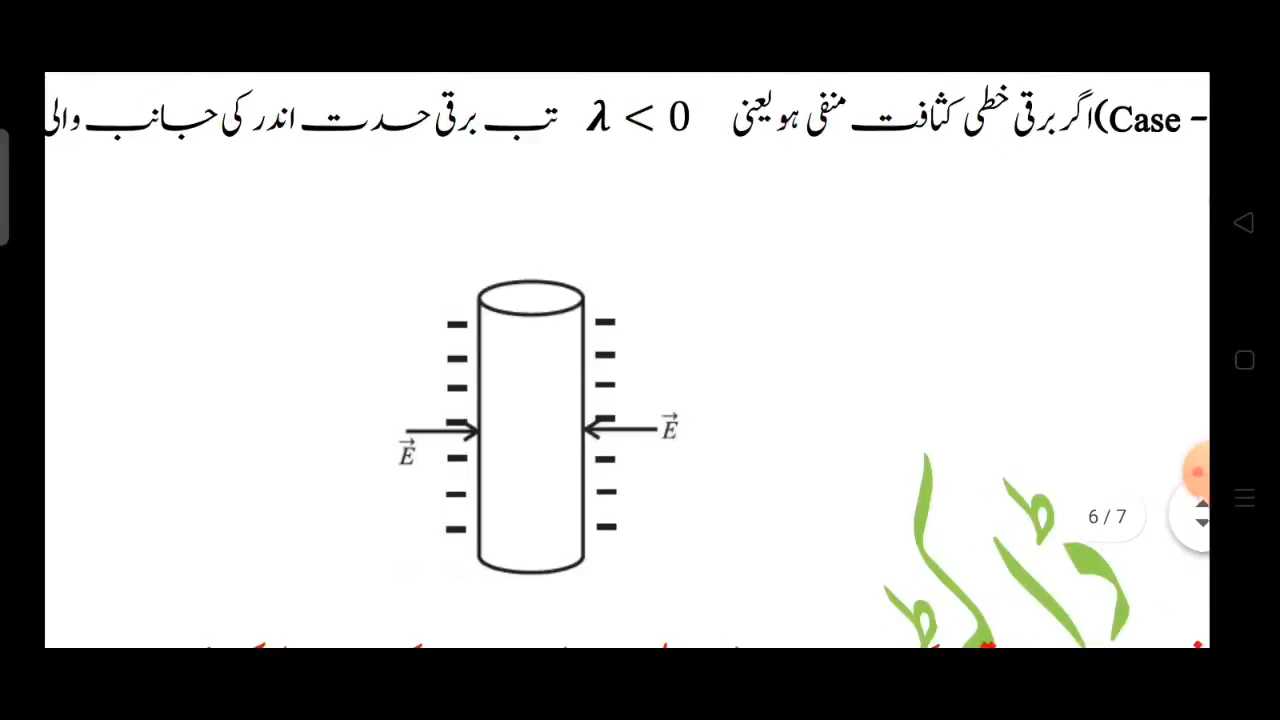 Case –) اگر برقی خطی کثافت منفی ہو یعنی λ < 0 تب برقی حدت اندر کی جانب والی
E⃗
E⃗
6 / 7